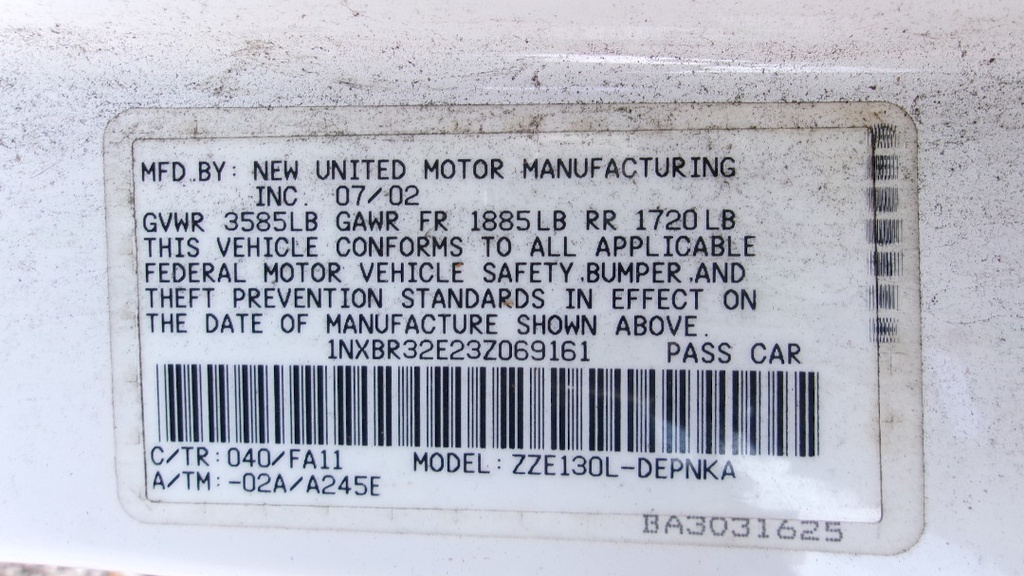 MFD.BY: NEW UNITED MOTOR MANUFACTURING
INC. 07/02
GVWR 3585LB GAWR FR 1885LB RR 1720LB
THIS VEHICLE CONFORMS TO ALL APPLICABLE
FEDERAL MOTOR VEHICLE SAFETY,BUMPER,AND
THEFT PREVENTION STANDARDS IN EFFECT ON
THE DATE OF MANUFACTURE SHOWN ABOVE.
1NXBR32E23Z069161 PASS CAR
C/TR:040/FA11 MODEL:ZZE130L-DEPNKA
A/TM:-02A/A245E
BA3031625